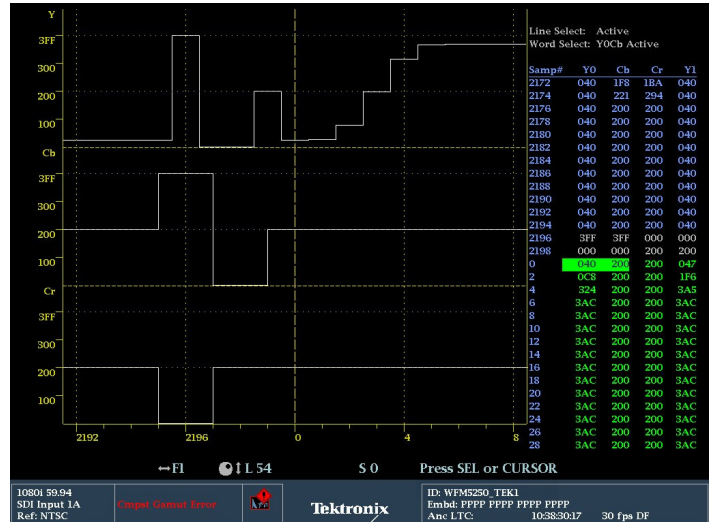 Y
3FF
300
200
100
Cb
3FF
300
200
100
Cr
3FF
300
200
100
2192 2196 0 4 8
Line Select: Active
Word Select: Y0Cb Active
Samp# Y0 Cb Cr Y1
2172 040 1F8 1BA 040
2174 040 221 294 040
2176 040 200 200 040
2178 040 200 200 040
2180 040 200 200 040
2182 040 200 200 040
2184 040 200 200 040
2186 040 200 200 040
2188 040 200 200 040
2190 040 200 200 040
2192 040 200 200 040
2194 040 200 200 040
2196 3FF 3FF 000 000
2198 000 000 200 200
0 040 200 200 047
2 0C8 200 200 1F6
4 324 200 200 3A5
6 3AC 200 200 3AC
8 3AC 200 200 3AC
10 3AC 200 200 3AC
12 3AC 200 200 3AC
14 3AC 200 200 3AC
16 3AC 200 200 3AC
18 3AC 200 200 3AC
20 3AC 200 200 3AC
22 3AC 200 200 3AC
24 3AC 200 200 3AC
26 3AC 200 200 3AC
28 3AC 200 200 3AC
F1 L 54 S 0 Press SEL or CURSOR
1080i 59.94
SDI Input 1A
Ref: NTSC
Cmpst Gamut Error
Tektronix
ID: WFM5250_TEK1
Embd: PPPP PPPP PPPP PPPP
Anc LTC: 10:38:30:17 30 fps DF